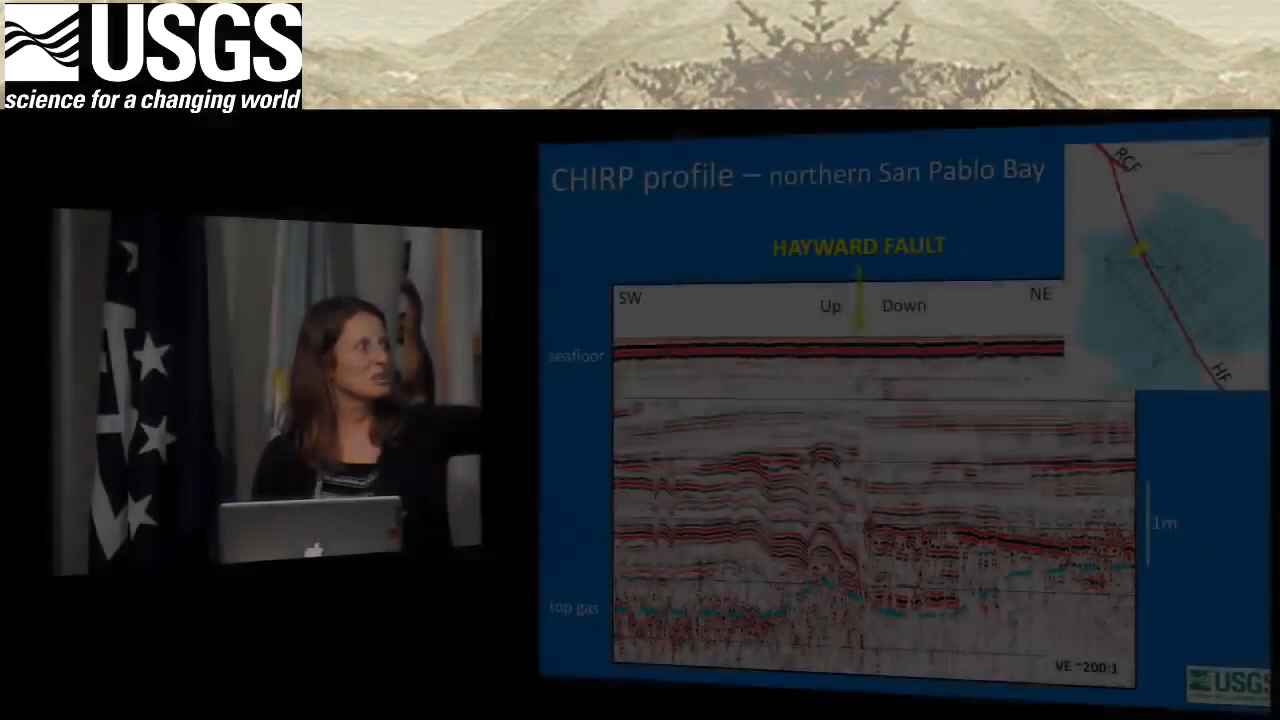 USGS
science for a changing world
CHIRP profile – northern San Pablo Bay
RCF
HAYWARD FAULT
SW
Up
Down
NE
seafloor
HF
1m
top gas
VE ~200:1
USGS